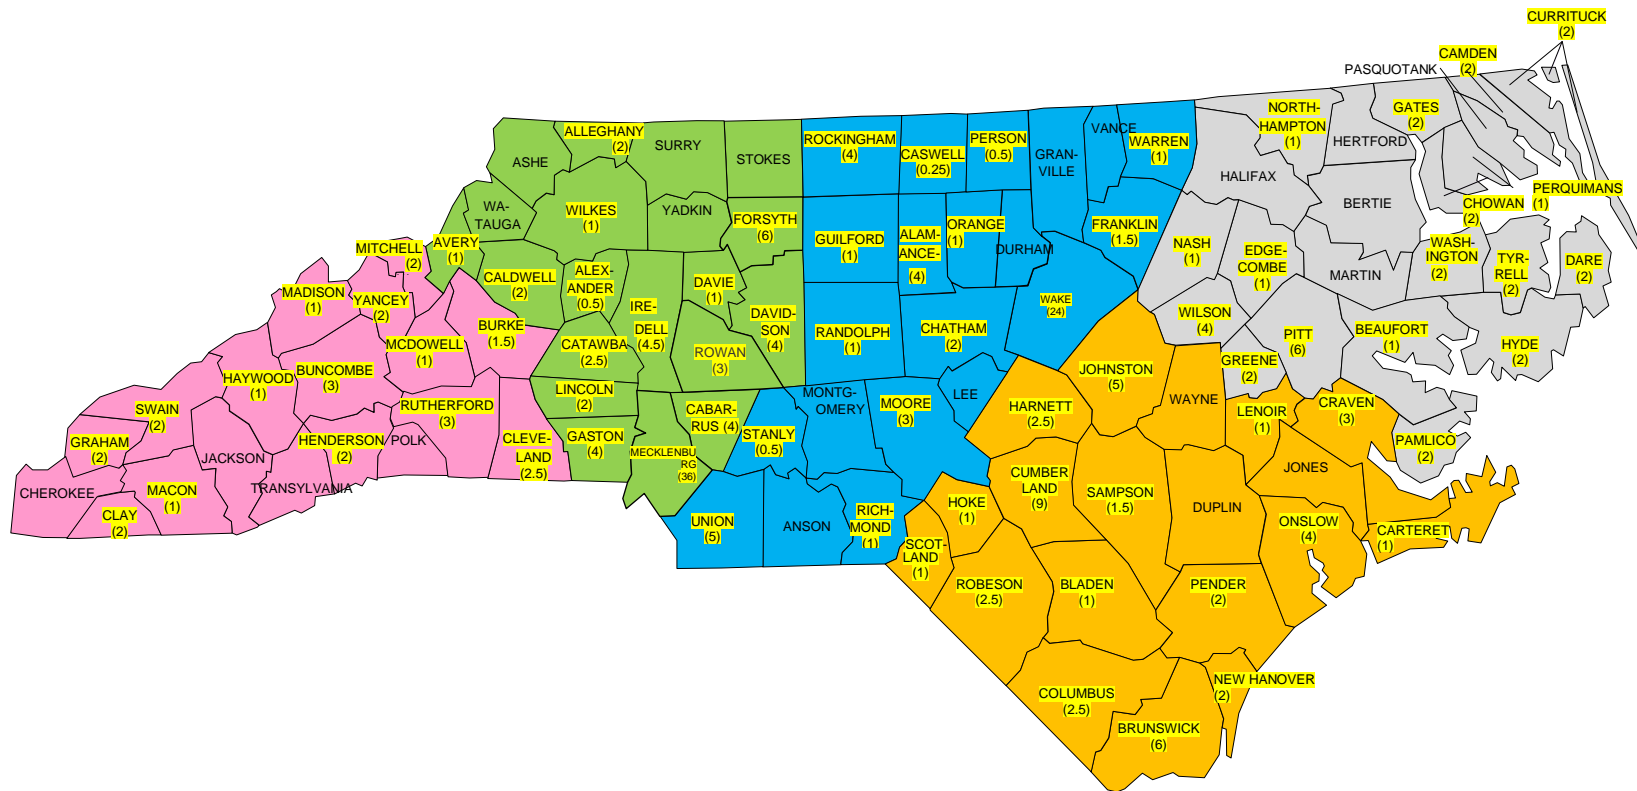 CURRITUCK
(2)
CAMDEN
(2)
PASQUOTANK
GATES
(2)
NORTH-
HAMPTON
(1)
HERTFORD
HALIFAX
BERTIE
PERQUIMANS
(1)
CHOWAN
(2)
WASH-
INGTON
(2)
TYR-
RELL
(2)
DARE
(2)
MARTIN
NASH
(1)
EDGE-
COMBE
(1)
WILSON
(4)
PITT
(6)
BEAUFORT
(1)
HYDE
(2)
GREENE
(2)
PAMLICO
(2)
ROCKINGHAM
(4)
CASWELL
(0.25)
PERSON
(0.5)
GRAN-
VILLE
VANCE
WARREN
(1)
FRANKLIN
(1.5)
GUILFORD
(1)
ALAM-
ANCE-
(4)
ORANGE
(1)
DURHAM
WAKE
(24)
RANDOLPH
(1)
CHATHAM
(2)
LEE
MONTG-
OMERY
MOORE
(3)
STANLY
(0.5)
UNION
(5)
ANSON
RICH-
MOND
(1)
ALLEGHANY
(2)
ASHE
SURRY
STOKES
WA-
TAUGA
WILKES
(1)
YADKIN
FORSYTH
(6)
AVERY
(1)
CALDWELL
(2)
ALEX-
ANDER
(0.5)
IRE-
DELL
(4.5)
DAVIE
(1)
DAVID-
SON
(4)
ROWAN
(3)
CATAWBA
(2.5)
LINCOLN
(2)
GASTON
(4)
CABAR-
RUS (4)
MECKLENBU
RG
(36)
MITCHELL
(2)
MADISON
(1)
YANCEY
(2)
BURKE
(1.5)
MCDOWELL
(1)
BUNCOMBE
(3)
HAYWOOD
(1)
RUTHERFORD
(3)
SWAIN
(2)
GRAHAM
(2)
HENDERSON
(2)
POLK
CLEVE-
LAND
(2.5)
JACKSON
TRANSYLVANIA
CHEROKEE
MACON
(1)
CLAY
(2)
JOHNSTON
(5)
HARNETT
(2.5)
WAYNE
LENOIR
(1)
CRAVEN
(3)
JONES
CUMBER
LAND
(9)
SAMPSON
(1.5)
DUPLIN
ONSLOW
(4)
CARTERET
(1)
HOKE
(1)
SCOT-
LAND
(1)
ROBESON
(2.5)
BLADEN
(1)
PENDER
(2)
NEW HANOVER
(2)
COLUMBUS
(2.5)
BRUNSWICK
(6)